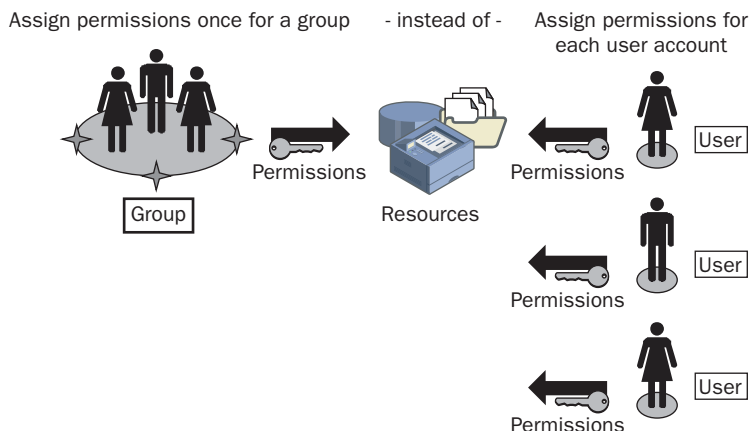 Assign permissions once for a group
- instead of -
Assign permissions for
each user account
Permissions
Group
Resources
Permissions
User
Permissions
User
Permissions
User